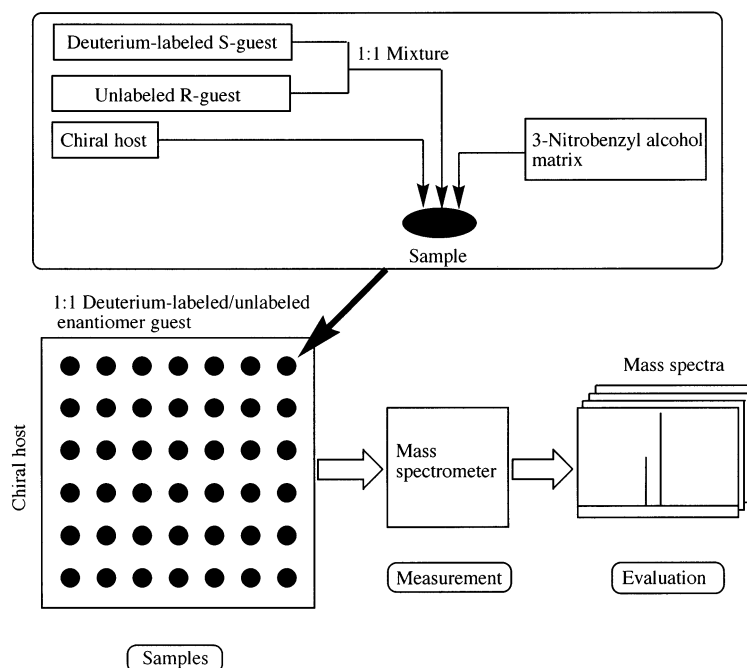 Deuterium-labeled S-guest
1:1 Mixture
Unlabeled R-guest
Chiral host
3-Nitrobenzyl alcohol
matrix
Sample
1:1 Deuterium-labeled/unlabeled
enantiomer guest
Chiral host
Mass
spectrometer
Mass spectra
Measurement
Evaluation
Samples